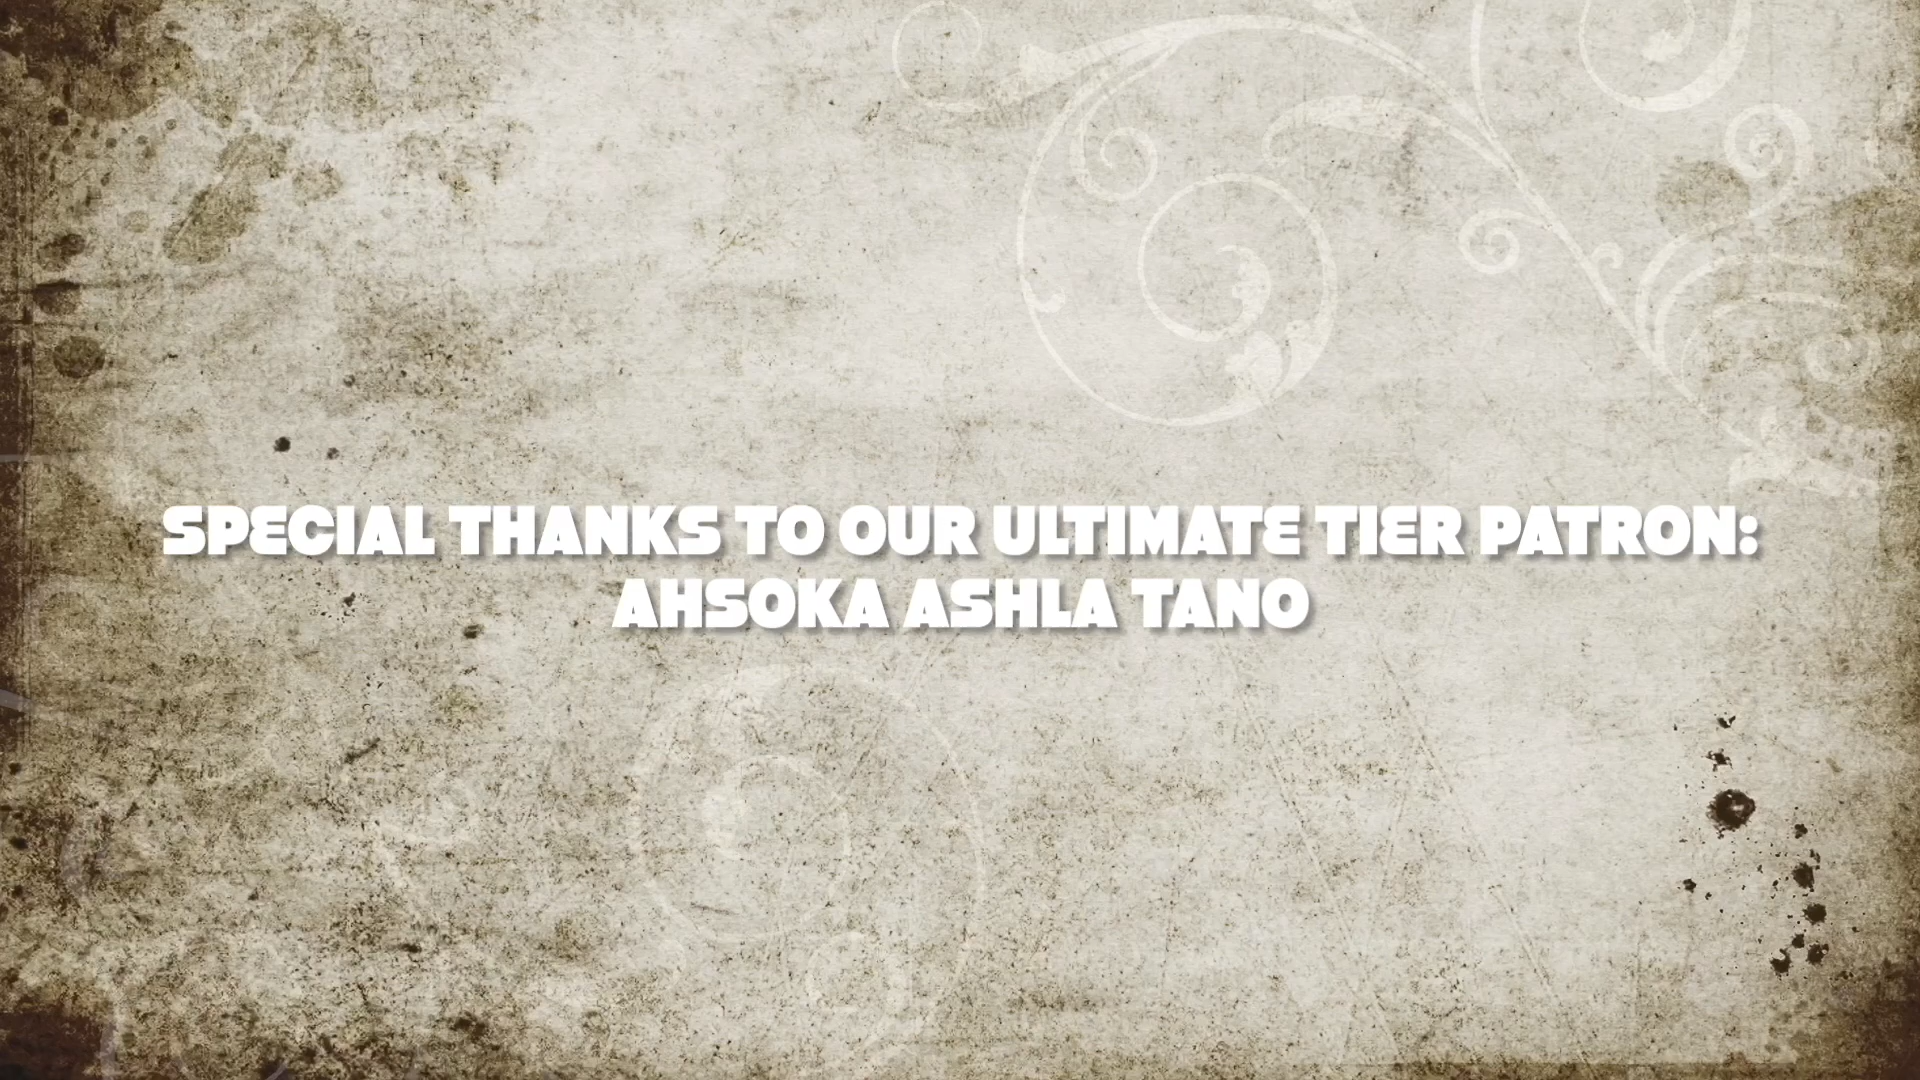 SPECIAL THANKS TO OUR ULTIMATE TIER PATRON:
AHSOKA ASHLA TANO